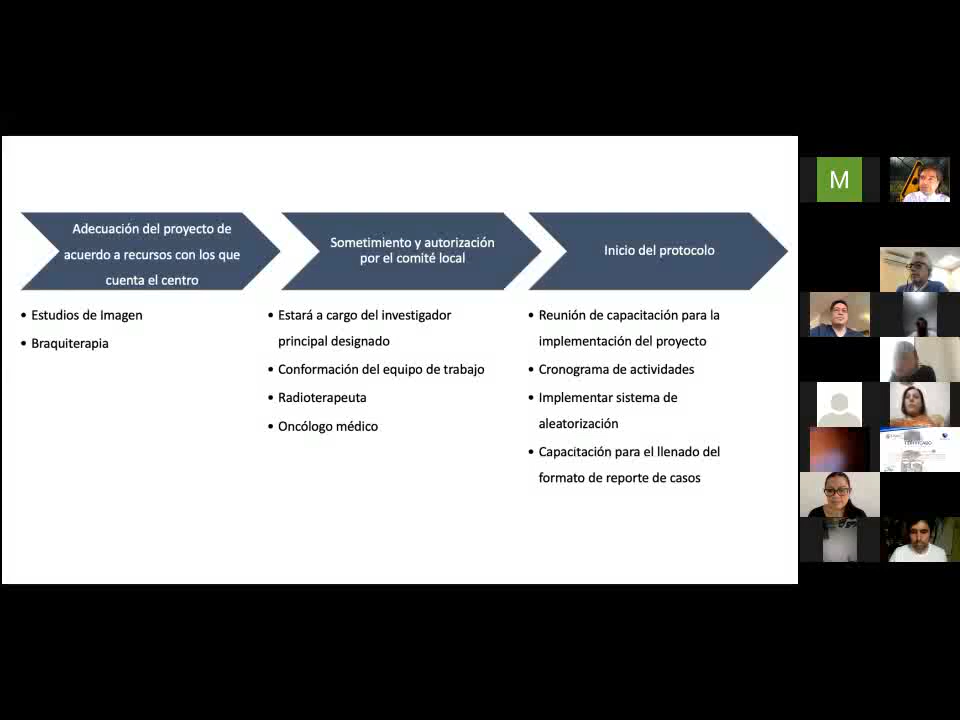 Adecuación del proyecto de
acuerdo a recursos con los que
cuenta el centro
• Estudios de Imagen
• Braquiterapia
Sometimiento y autorización
por el comité local
• Estará a cargo del investigador
principal designado
• Conformación del equipo de trabajo
• Radioterapeuta
• Oncólogo médico
Inicio del protocolo
• Reunión de capacitación para la
implementación del proyecto
• Cronograma de actividades
• Implementar sistema de
aleatorización
• Capacitación para el llenado del
formato de reporte de casos
M